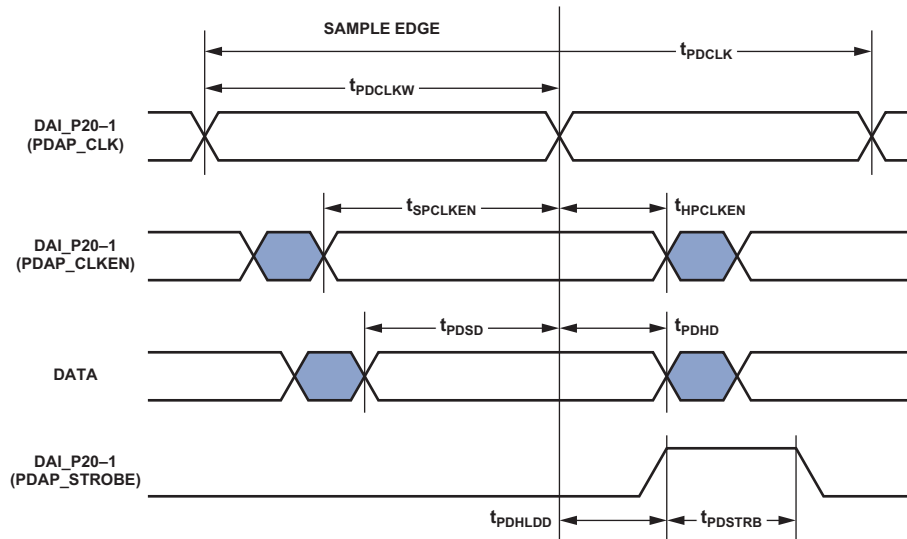 SAMPLE EDGE
tPDCLK
tPDCLKW
DAI_P20–1
(PDAP_CLK)
tSPCLKEN
tHPCLKEN
DAI_P20–1
(PDAP_CLKEN)
tPDSD
tPDHD
DATA
DAI_P20–1
(PDAP_STROBE)
tPDHLDD
tPDSTRB